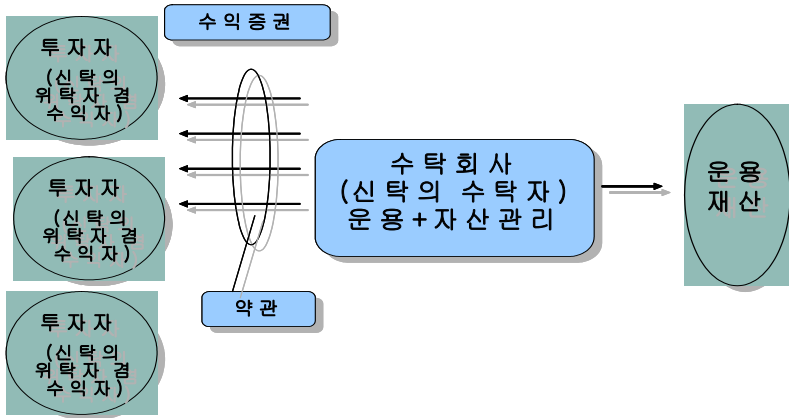 수익증권
투자자
(신탁의
위탁자 겸
수익자)
투자자
(신탁의
위탁자 겸
수익자)
투자자
(신탁의
위탁자 겸
수익자)
수탁회사
(신탁의 수탁자)
운용+자산관리
약관
운용
재산